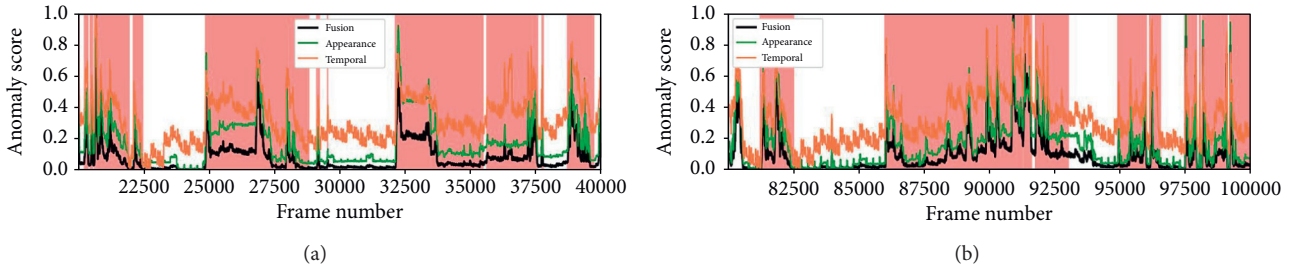 1.0
0.8
0.6
0.4
0.2
0.0
Anomaly score
Fusion
Appearance
Temporal
22500 25000 27500 30000 32500 35000 37500 40000
Frame number
(a)
1.0
0.8
0.6
0.4
0.2
0.0
Anomaly score
Fusion
Appearance
Temporal
82500 85000 87500 90000 92500 95000 97500 100000
Frame number
(b)